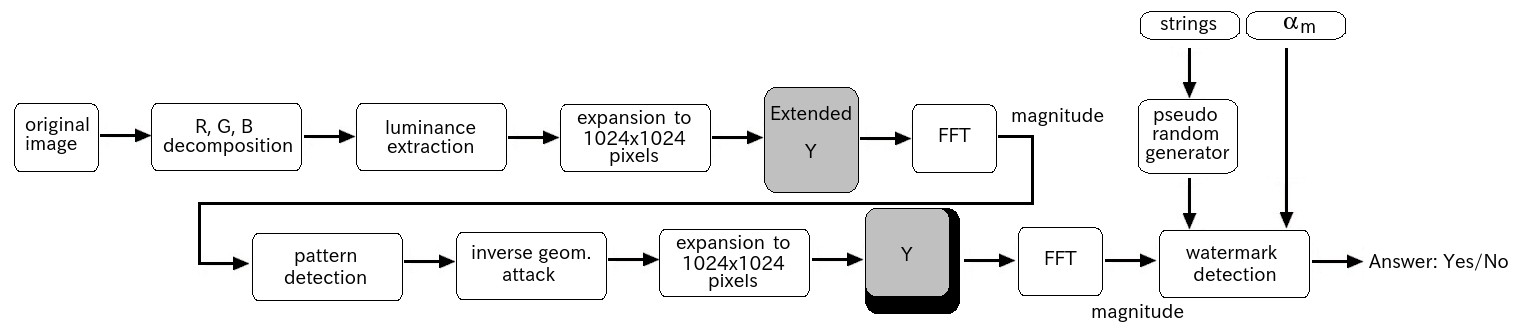 strings
αm
original
image
R, G, B
decomposition
luminance
extraction
expansion to
1024x1024
pixels
Extended
Y
FFT
magnitude
pseudo
random
generator
pattern
detection
inverse geom.
attack
expansion to
1024x1024
pixels
Y
FFT
magnitude
watermark
detection
Answer: Yes/No